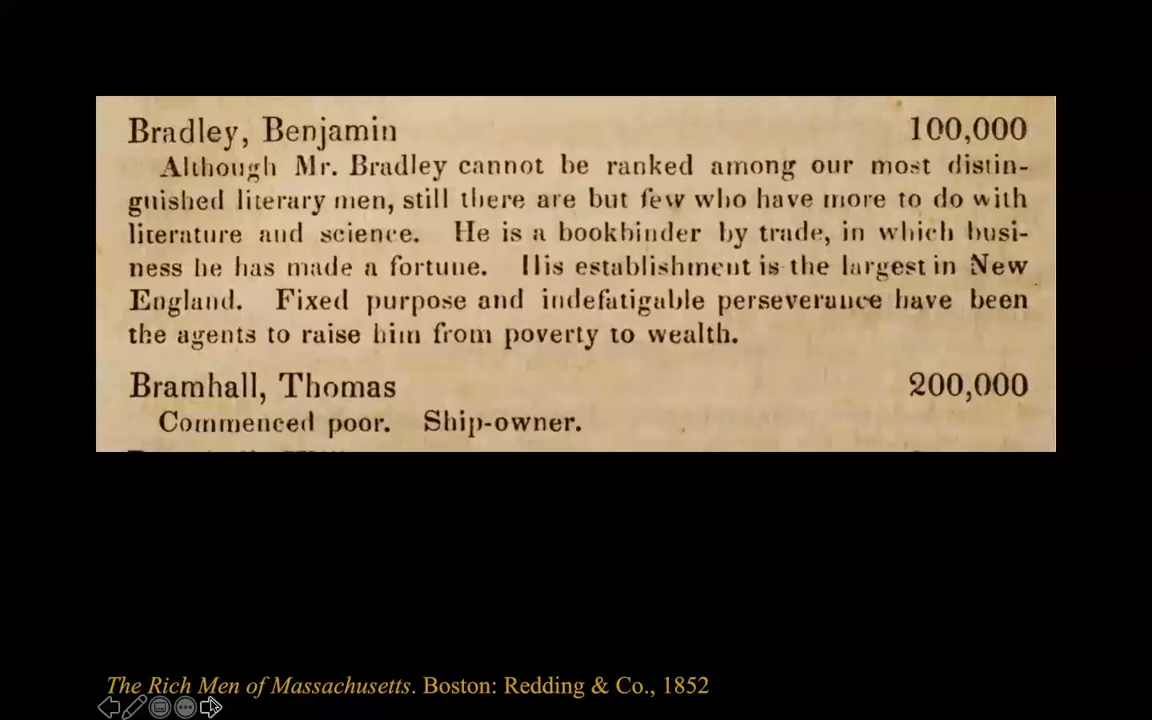 Bradley, Benjamin 100,000
Although Mr. Bradley cannot be ranked among our most distin-
guished literary men, still there are but few who have more to do with
literature and science. He is a bookbinder by trade, in which busi-
ness he has made a fortune. His establishment is the largest in New
England. Fixed purpose and indefatigable perseverance have been
the agents to raise him from poverty to wealth.
Bramhall, Thomas 200,000
Commenced poor. Ship-owner.
The Rich Men of Massachusetts. Boston: Redding & Co., 1852